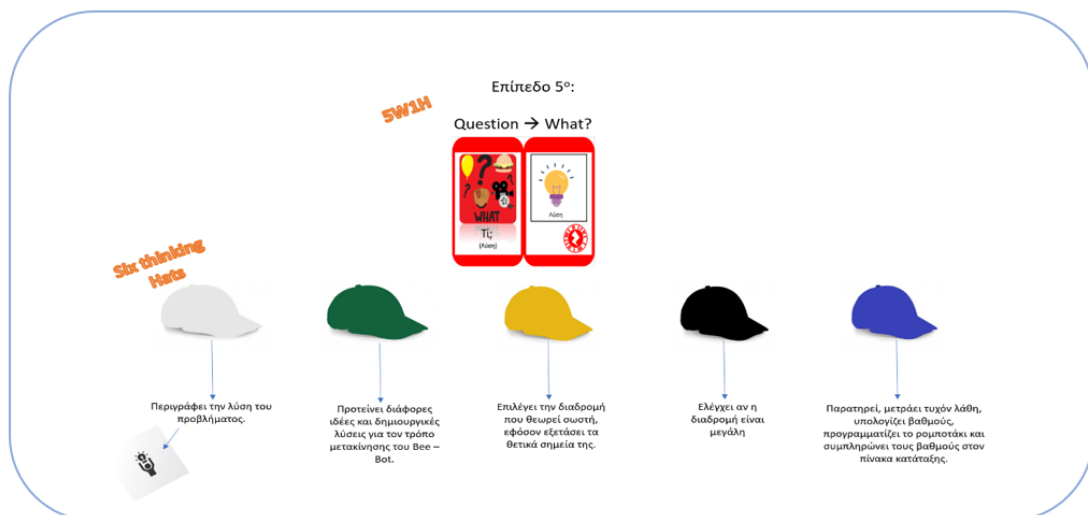 Επίπεδο 5ο:
5W1H
Question → What?
WHAT
Τί;
(Λύση)
Λύση
Six thinking
Hats
Περιγράφει την λύση του
προβλήματος.
Προτείνει διάφορες
ιδέες και δημιουργικές
λύσεις για τον τρόπο
μετακίνησης του Bee –
Bot.
Επιλέγει την διαδρομή
που θεωρεί σωστή,
εφόσον εξετάσει τα
θετικά σημεία της.
Ελέγχει αν η
διαδρομή είναι
μεγάλη
Παρατηρεί, μετράει τυχόν λάθη,
υπολογίζει βαθμούς,
προγραμματίζει το ρομποτάκι και
συμπληρώνει τους βαθμούς στον
πίνακα κατάταξης.